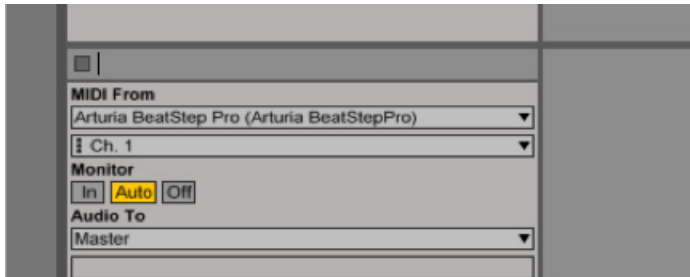 MIDI From
Arturia BeatStep Pro (Arturia BeatStepPro)
Ch. 1
Monitor
In Auto Off
Audio To
Master